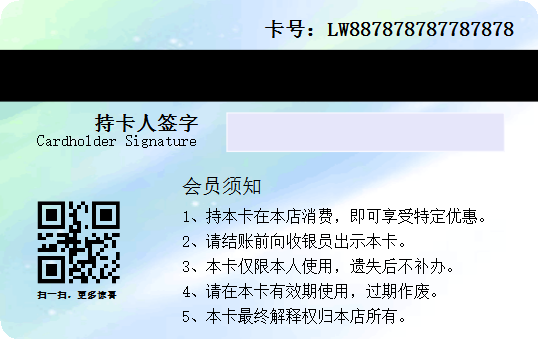 卡号：LW887878787787878
持卡人签字
Cardholder Signature
会员须知
1、持本卡在本店消费，即可享受特定优惠。
2、请结账前向收银员出示本卡。
3、本卡仅限本人使用，遗失后不补办。
4、请在本卡有效期使用，过期作废。
5、本卡最终解释权归本店所有。
扫一扫，更多惊喜